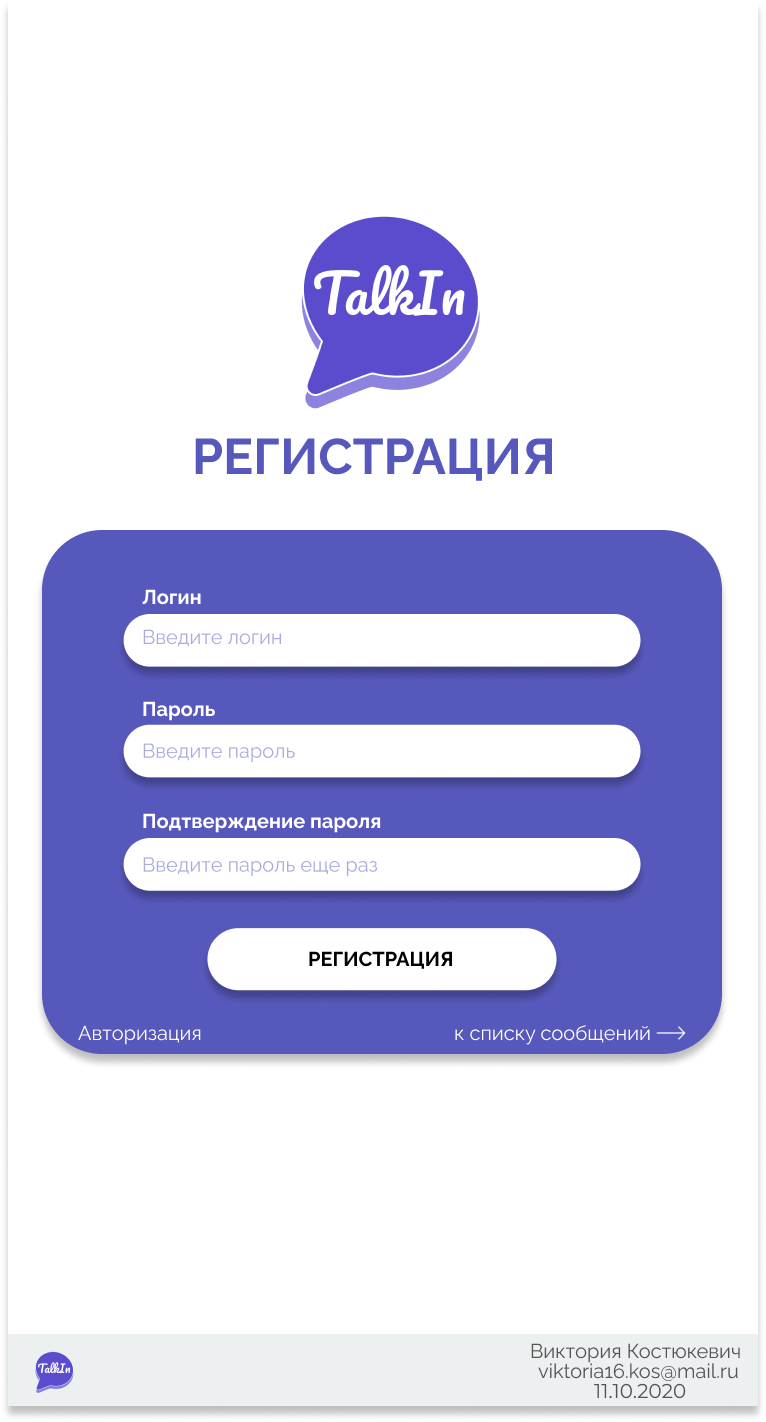 TalkIn
РЕГИСТРАЦИЯ
Логин
Введите логин
Пароль
Введите пароль
Подтверждение пароля
Введите пароль еще раз
РЕГИСТРАЦИЯ
Авторизация
к списку сообщений
TalkIn
Виктория Костюкевич
viktoria16.kos@mail.ru
11.10.2020